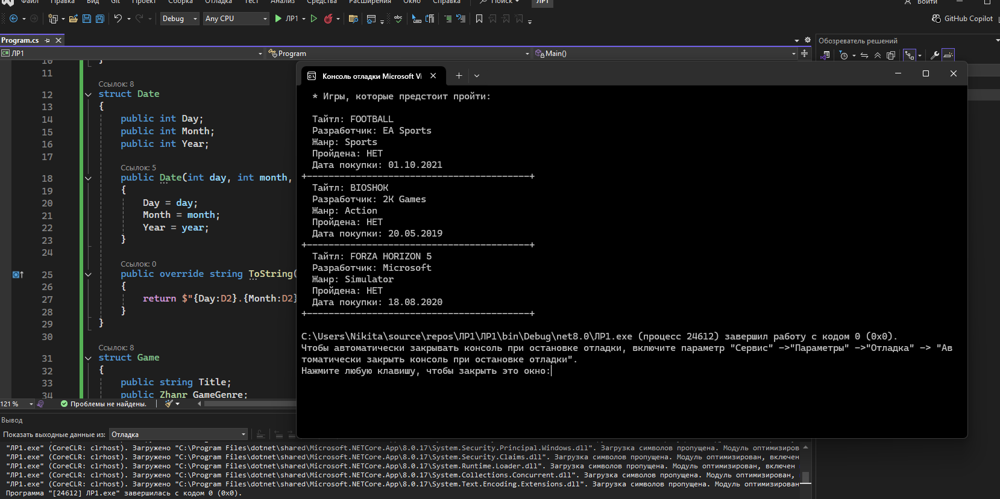 Файл Правка Вид Git Проект Сборка Отладка Тест Анализ Средства Расширения Окно Справка Поиск ЛР1 Войти
Debug Any CPU ЛР1 GitHub Copilot
Program.cs
Обозреватель решений
ЛР1 Program Main()
10 }
11
Ссылок: 8
12 struct Date
13 {
14 public int Day;
15 public int Month;
16 public int Year;
17
Ссылок: 5
18 public Date(int day, int month,
19 {
20 Day = day;
21 Month = month;
22 Year = year;
23 }
24
Ссылок: 0
25 public override string ToString(
26 {
27 return $"{Day:D2}.{Month:D2}
28 }
29 }
30
Ссылок: 8
31 struct Game
32 {
33 public string Title;
34 public Zhanr GameGenre;
121 % Проблемы не найдены.
Консоль отладки Microsoft Vi
* Игры, которые предстоит пройти:
Тайтл: FOOTBALL
Разработчик: EA Sports
Жанр: Sports
Пройдена: НЕТ
Дата покупки: 01.10.2021
+-----------------------------------------+
Тайтл: BIOSHOK
Разработчик: 2K Games
Жанр: Action
Пройдена: НЕТ
Дата покупки: 20.05.2019
+-----------------------------------------+
Тайтл: FORZA HORIZON 5
Разработчик: Microsoft
Жанр: Simulator
Пройдена: НЕТ
Дата покупки: 18.08.2020
+-----------------------------------------+
C:\Users\Nikita\source\repos\ЛР1\ЛР1\bin\Debug\net8.0\ЛР1.exe (процесс 24612) завершил работу с кодом 0 (0x0).
Чтобы автоматически закрывать консоль при остановке отладки, включите параметр "Сервис" ->"Параметры" ->"Отладка" -> "Ав
томатически закрыть консоль при остановке отладки".
Нажмите любую клавишу, чтобы закрыть это окно:
Вывод
Показать выходные данные из: Отладка
"ЛР1.exe" (CoreCLR: clrhost). Загружено "C:\Program Files\dotnet\shared\Microsoft.NETCore.App\8.0.17\System.Security.Principal.Windows.dll". Загрузка символов пропущена. Модуль оптимизиров
"ЛР1.exe" (CoreCLR: clrhost). Загружено "C:\Program Files\dotnet\shared\Microsoft.NETCore.App\8.0.17\System.Security.Claims.dll". Загрузка символов пропущена. Модуль оптимизирован, включен
"ЛР1.exe" (CoreCLR: clrhost). Загружено "C:\Program Files\dotnet\shared\Microsoft.NETCore.App\8.0.17\System.Runtime.Loader.dll". Загрузка символов пропущена. Модуль оптимизирован, включен
"ЛР1.exe" (CoreCLR: clrhost). Загружено "C:\Program Files\dotnet\shared\Microsoft.NETCore.App\8.0.17\System.Collections.Concurrent.dll". Загрузка символов пропущена. Модуль оптимизирован,
"ЛР1.exe" (CoreCLR: clrhost). Загружено "C:\Program Files\dotnet\shared\Microsoft.NETCore.App\8.0.17\System.Text.Encoding.Extensions.dll". Загрузка символов пропущена. Модуль оптимизирован
Программа "[24612] ЛР1.exe" завершилась с кодом 0 (0x0).